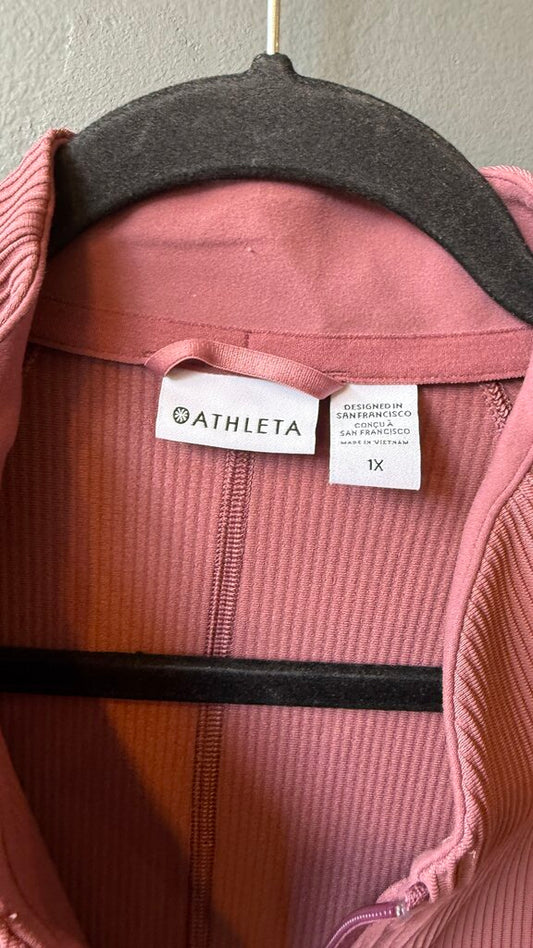 ATHLETA
DESIGNED IN
SAN FRANCISCO
CONÇU À
SAN FRANCISCO
MADE IN VIETNAM
1X